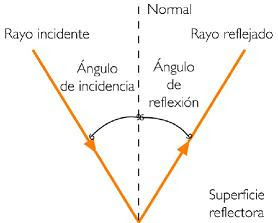 Normal
Rayo incidente
Rayo reflejado
Ángulo
de incidencia
Ángulo
de
reflexión
Superficie
reflectora